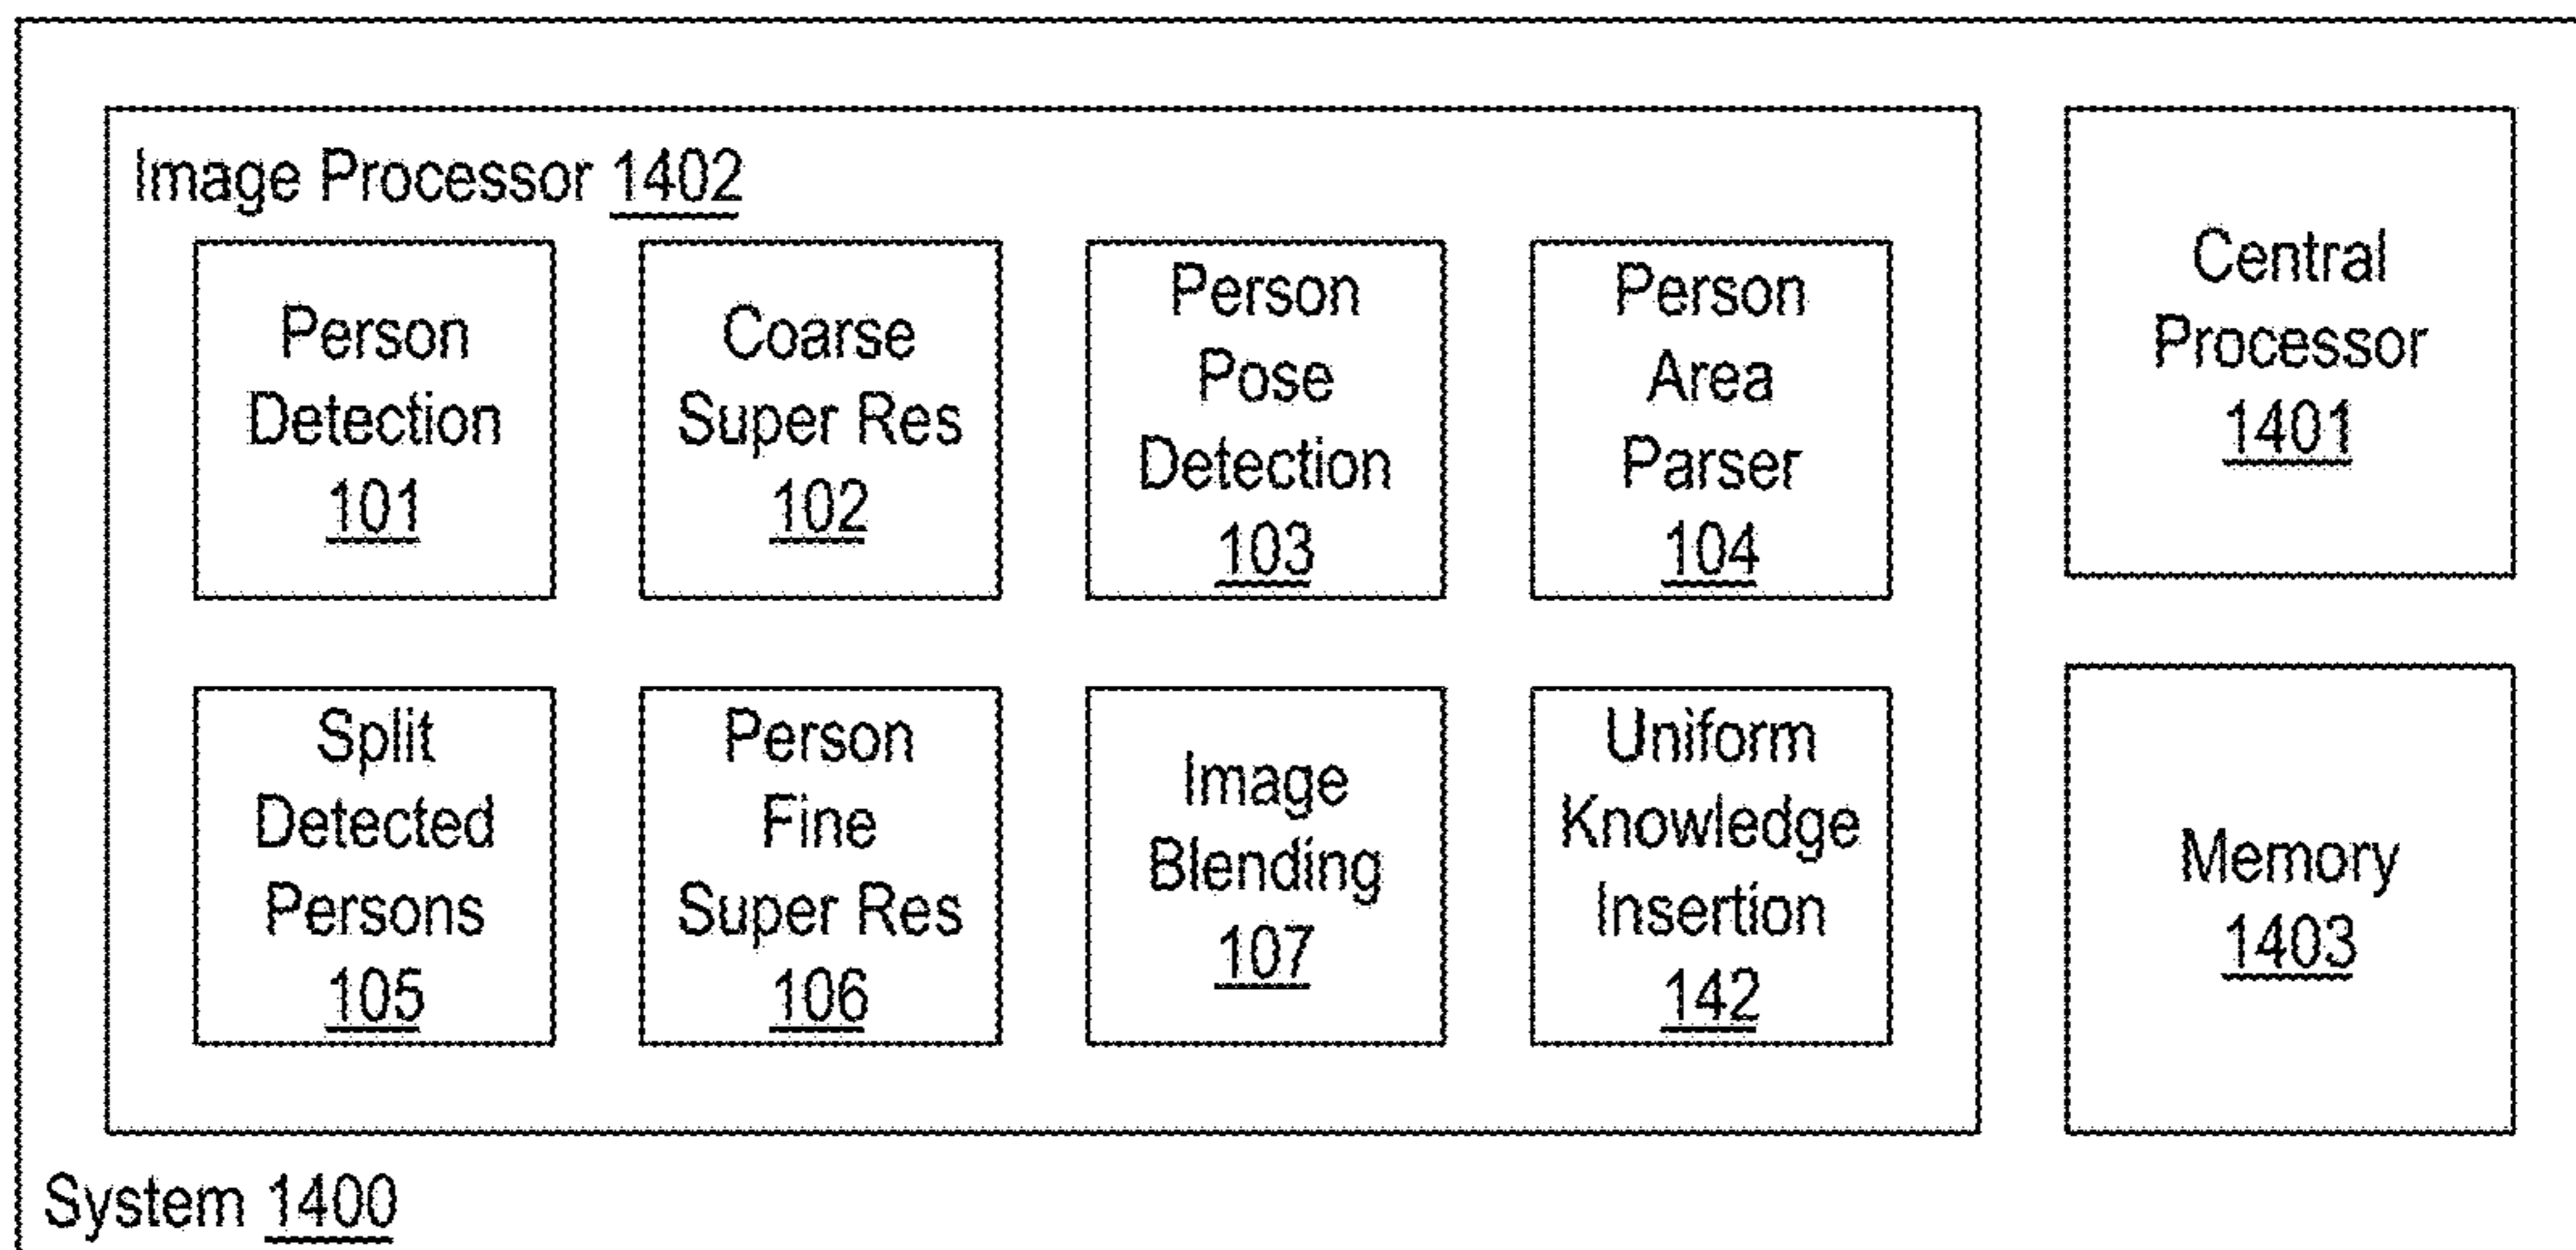 Image Processor 1402
Person
Detection
101
Coarse
Super Res
102
Person
Pose
Detection
103
Person
Area
Parser
104
Split
Detected
Persons
105
Person
Fine
Super Res
106
Image
Blending
107
Uniform
Knowledge
Insertion
142
Central
Processor
1401
Memory
1403
System 1400